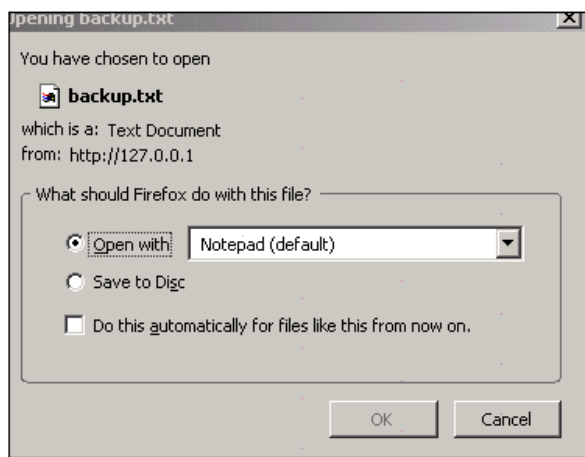 Opening backup.txt
You have chosen to open
backup.txt
which is a: Text Document
from: http://127.0.0.1
What should Firefox do with this file?
Open with Notepad (default)
Save to Disc
Do this automatically for files like this from now on.
OK Cancel